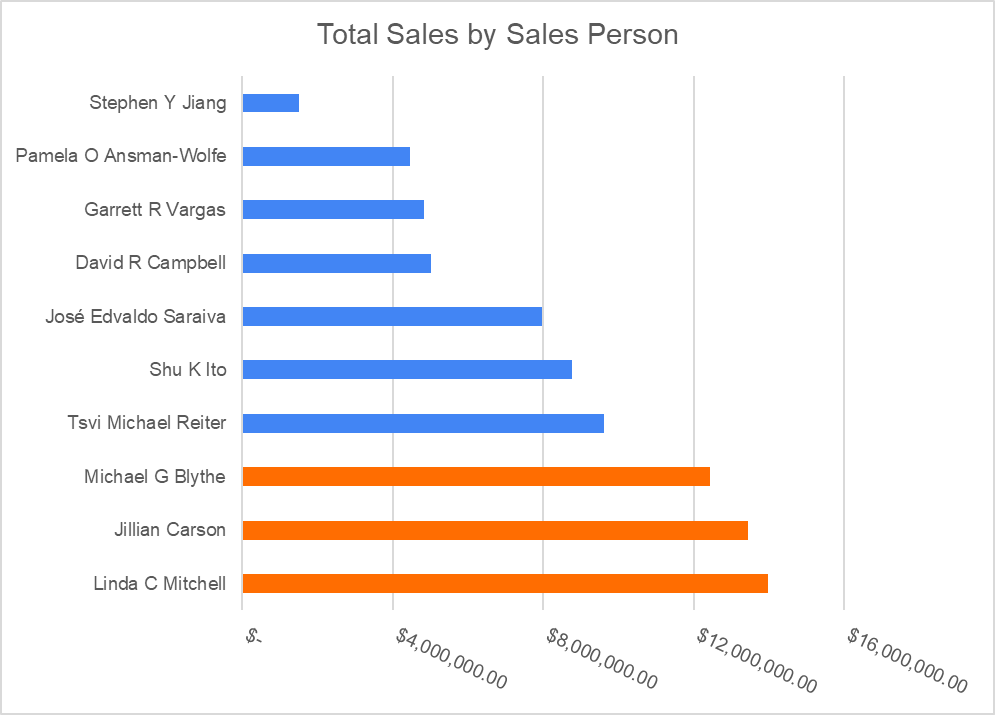 Total Sales by Sales Person
Stephen Y Jiang
Pamela O Ansman-Wolfe
Garrett R Vargas
David R Campbell
José Edvaldo Saraiva
Shu K Ito
Tsvi Michael Reiter
Michael G Blythe
Jillian Carson
Linda C Mitchell
$-
$4,000,000.00
$8,000,000.00
$12,000,000.00
$16,000,000.00